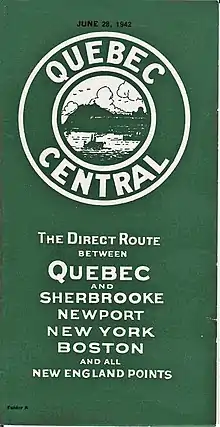 JUNE 28, 1942
QUEBEC
CENTRAL
THE DIRECT ROUTE
BETWEEN
QUEBEC
AND
SHERBROOKE
NEWPORT
NEW YORK
BOSTON
AND ALL
NEW ENGLAND POINTS
Folder A